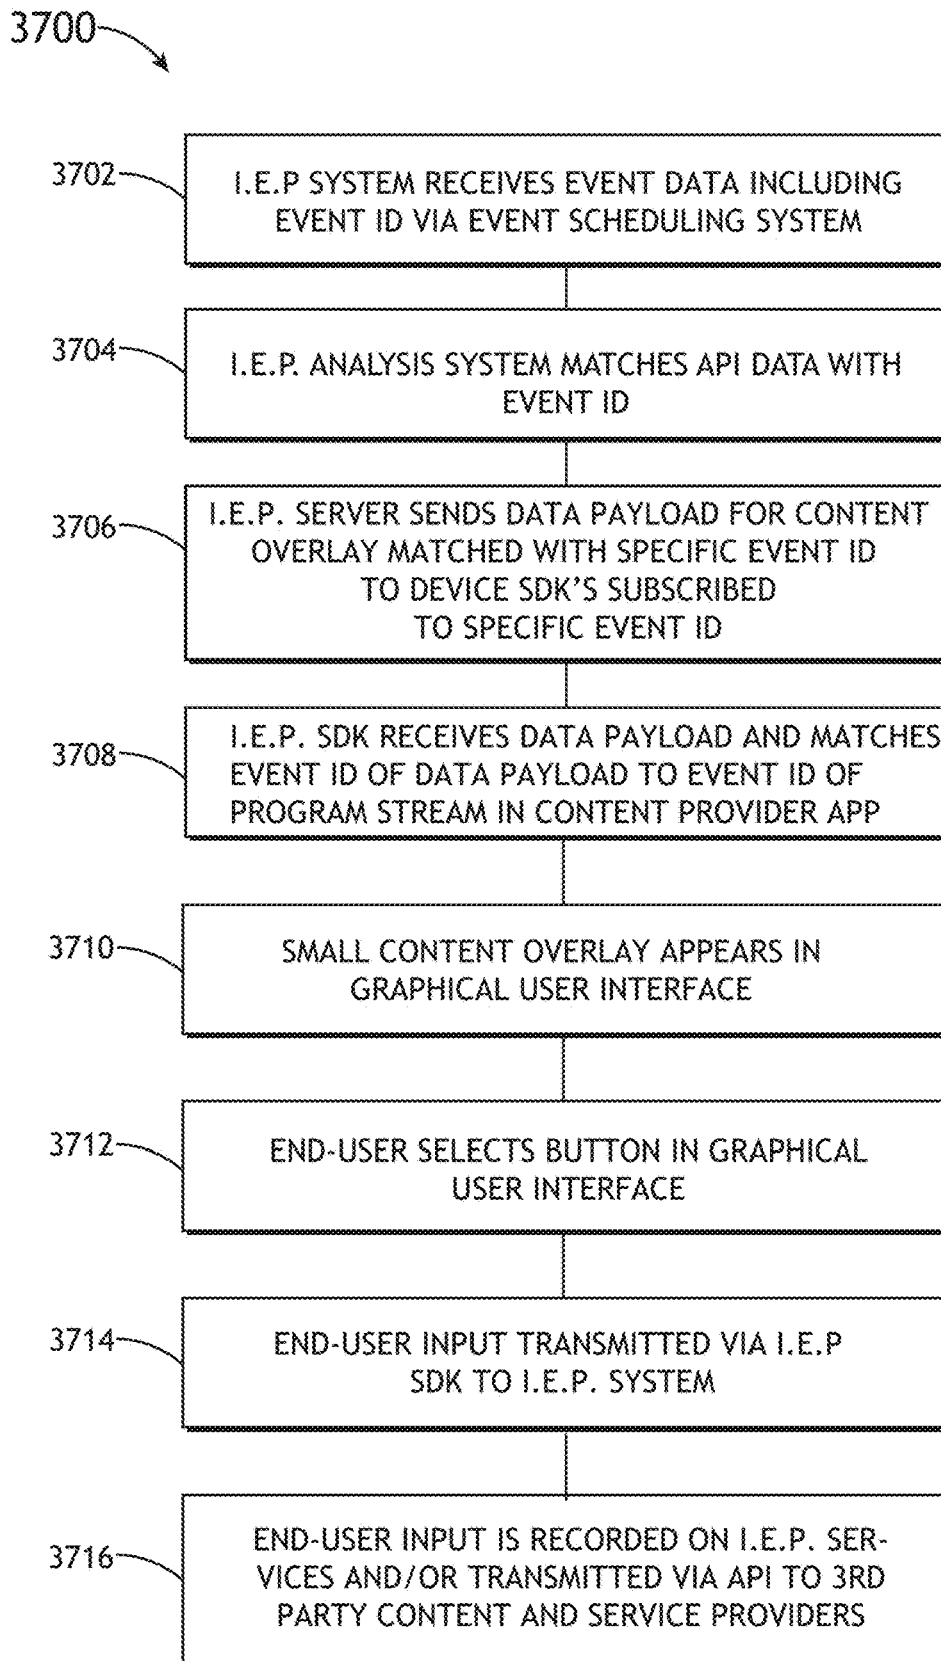 3700
3702
I.E.P SYSTEM RECEIVES EVENT DATA INCLUDING
EVENT ID VIA EVENT SCHEDULING SYSTEM
3704
I.E.P. ANALYSIS SYSTEM MATCHES API DATA WITH
EVENT ID
3706
I.E.P. SERVER SENDS DATA PAYLOAD FOR CONTENT
OVERLAY MATCHED WITH SPECIFIC EVENT ID
TO DEVICE SDK'S SUBSCRIBED
TO SPECIFIC EVENT ID
3708
I.E.P. SDK RECEIVES DATA PAYLOAD AND MATCHES
EVENT ID OF DATA PAYLOAD TO EVENT ID OF
PROGRAM STREAM IN CONTENT PROVIDER APP
3710
SMALL CONTENT OVERLAY APPEARS IN
GRAPHICAL USER INTERFACE
3712
END-USER SELECTS BUTTON IN GRAPHICAL
USER INTERFACE
3714
END-USER INPUT TRANSMITTED VIA I.E.P
SDK TO I.E.P. SYSTEM
3716
END-USER INPUT IS RECORDED ON I.E.P. SER-
VICES AND/OR TRANSMITTED VIA API TO 3RD
PARTY CONTENT AND SERVICE PROVIDERS